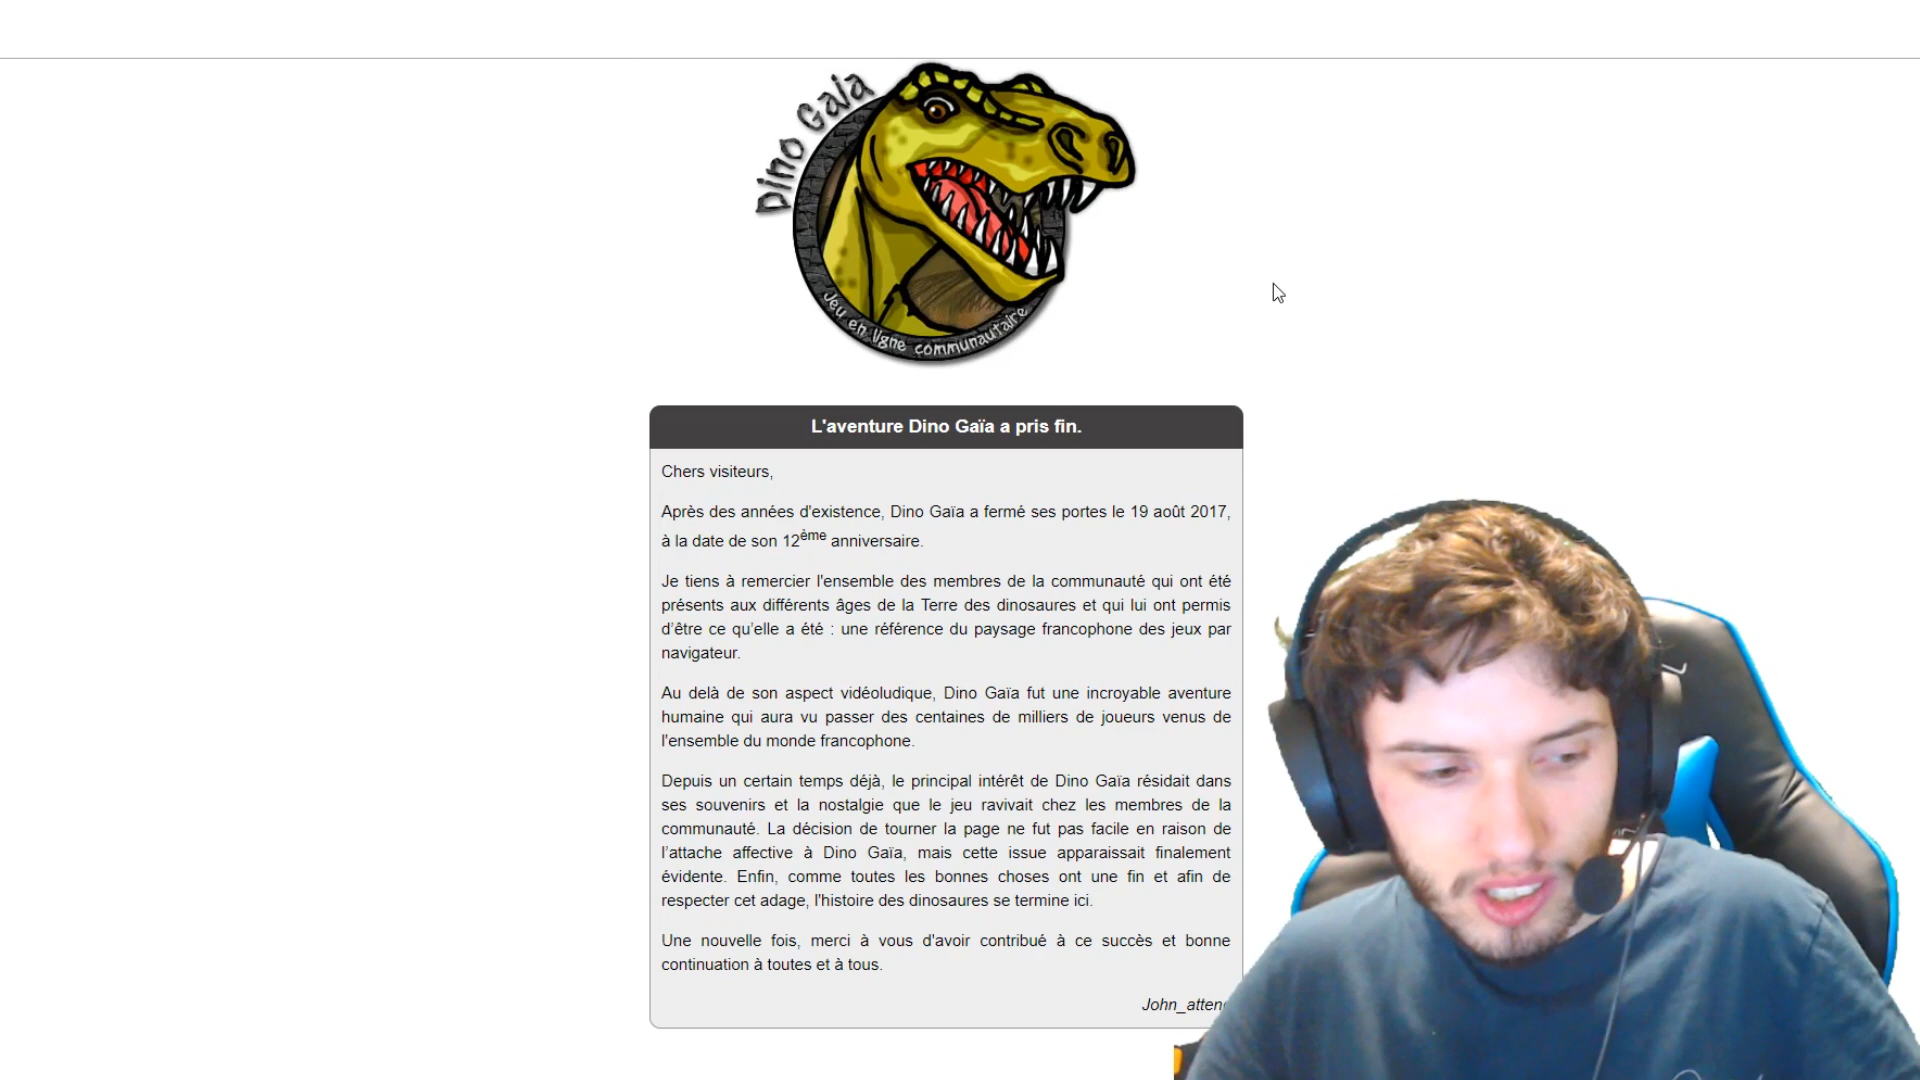 Dino Gaïa
Jeu en ligne communautaire
L'aventure Dino Gaïa a pris fin.
Chers visiteurs,
Après des années d'existence, Dino Gaïa a fermé ses portes le 19 août 2017,
à la date de son 12ème anniversaire.
Je tiens à remercier l'ensemble des membres de la communauté qui ont été
présents aux différents âges de la Terre des dinosaures et qui lui ont permis
d’être ce qu’elle a été : une référence du paysage francophone des jeux par
navigateur.
Au delà de son aspect vidéoludique, Dino Gaïa fut une incroyable aventure
humaine qui aura vu passer des centaines de milliers de joueurs venus de
l'ensemble du monde francophone.
Depuis un certain temps déjà, le principal intérêt de Dino Gaïa résidait dans
ses souvenirs et la nostalgie que le jeu ravivait chez les membres de la
communauté. La décision de tourner la page ne fut pas facile en raison de
l’attache affective à Dino Gaïa, mais cette issue apparaissait finalement
évidente. Enfin, comme toutes les bonnes choses ont une fin et afin de
respecter cet adage, l'histoire des dinosaures se termine ici.
Une nouvelle fois, merci à vous d'avoir contribué à ce succès et bonne
continuation à toutes et à tous.